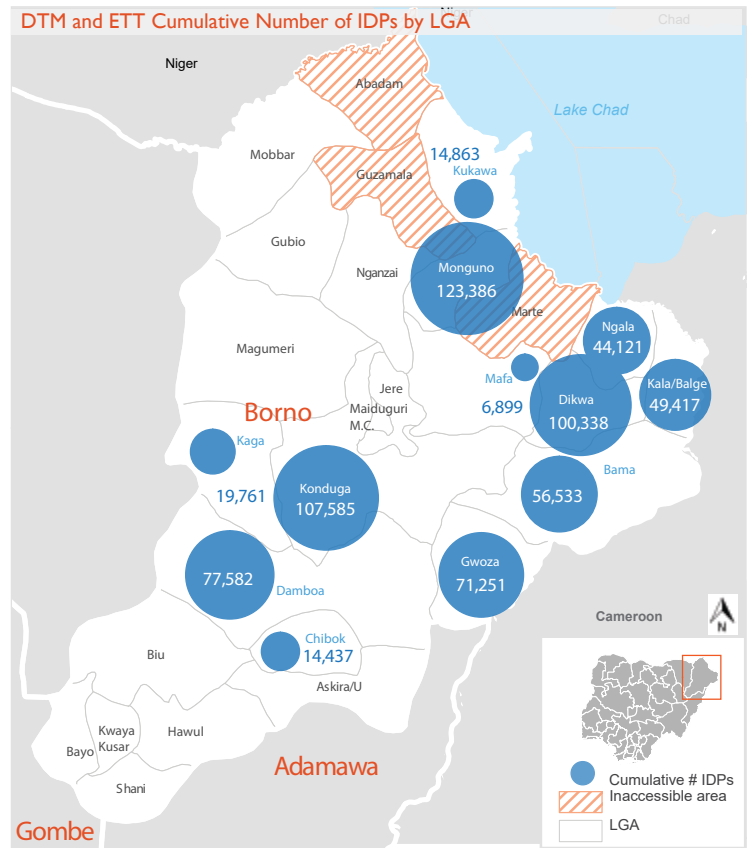 DTM and ETT Cumulative Number of IDPs by LGA
Niger
Chad
Niger
Abadam
Lake Chad
Mobbar
14,863
Kukawa
Guzamala
Gubio
Nganzai
Monguno
123,386
Marte
Ngala
44,121
Magumeri
Mafa
6,899
Jere
Maiduguri
M.C.
Borno
Dikwa
100,338
Kala/Balge
49,417
Kaga
19,761
Konduga
107,585
Bama
56,533
77,582
Damboa
Gwoza
71,251
Cameroon
N
Chibok
14,437
Biu
Askira/U
Kwaya
Kusar
Hawul
Bayo
Shani
Adamawa
Gombe
Cumulative # IDPs
Inaccessible area
LGA